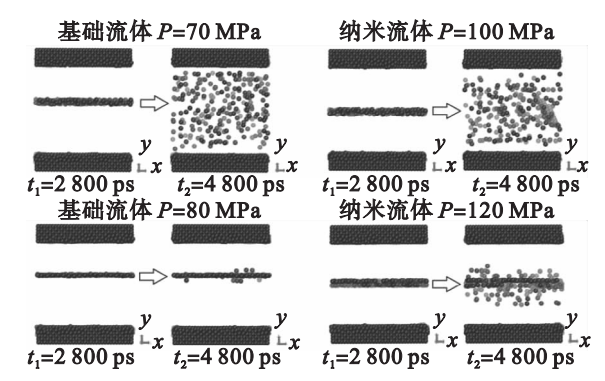 基础流体 P=70 MPa
纳米流体 P=100 MPa
y
x
y
x
t₁=2 800 ps
t₂=4 800 ps
t₁=2 800 ps
t₂=4 800 ps
基础流体 P=80 MPa
纳米流体 P=120 MPa
y
x
y
x
t₁=2 800 ps
t₂=4 800 ps
t₁=2 800 ps
t₂=4 800 ps